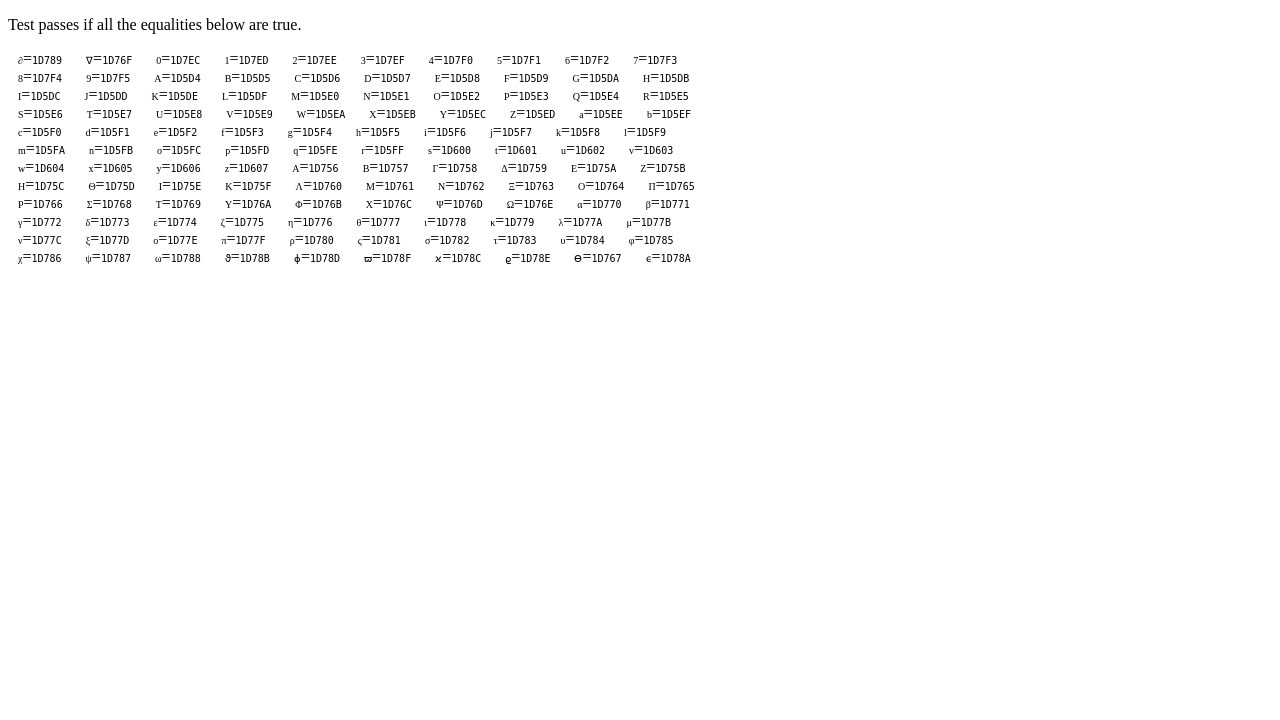 Test passes if all the equalities below are true.
∂=1D789 ∇=1D76F 0=1D7EC 1=1D7ED 2=1D7EE 3=1D7EF 4=1D7F0 5=1D7F1 6=1D7F2 7=1D7F3
8=1D7F4 9=1D7F5 A=1D5D4 B=1D5D5 C=1D5D6 D=1D5D7 E=1D5D8 F=1D5D9 G=1D5DA H=1D5DB
I=1D5DC J=1D5DD K=1D5DE L=1D5DF M=1D5E0 N=1D5E1 O=1D5E2 P=1D5E3 Q=1D5E4 R=1D5E5
S=1D5E6 T=1D5E7 U=1D5E8 V=1D5E9 W=1D5EA X=1D5EB Y=1D5EC Z=1D5ED a=1D5EE b=1D5EF
c=1D5F0 d=1D5F1 e=1D5F2 f=1D5F3 g=1D5F4 h=1D5F5 i=1D5F6 j=1D5F7 k=1D5F8 l=1D5F9
m=1D5FA n=1D5FB o=1D5FC p=1D5FD q=1D5FE r=1D5FF s=1D600 t=1D601 u=1D602 v=1D603
w=1D604 x=1D605 y=1D606 z=1D607 Α=1D756 Β=1D757 Γ=1D758 Δ=1D759 Ε=1D75A Ζ=1D75B
Η=1D75C Θ=1D75D Ι=1D75E Κ=1D75F Λ=1D760 Μ=1D761 Ν=1D762 Ξ=1D763 Ο=1D764 Π=1D765
Ρ=1D766 Σ=1D768 Τ=1D769 Υ=1D76A Φ=1D76B Χ=1D76C Ψ=1D76D Ω=1D76E α=1D770 β=1D771
γ=1D772 δ=1D773 ε=1D774 ζ=1D775 η=1D776 θ=1D777 ι=1D778 κ=1D779 λ=1D77A μ=1D77B
ν=1D77C ξ=1D77D ο=1D77E π=1D77F ρ=1D780 ς=1D781 σ=1D782 τ=1D783 υ=1D784 φ=1D785
χ=1D786 ψ=1D787 ω=1D788 ϑ=1D78B ϕ=1D78D ϖ=1D78F ϰ=1D78C ϱ=1D78E ϴ=1D767 ϵ=1D78A